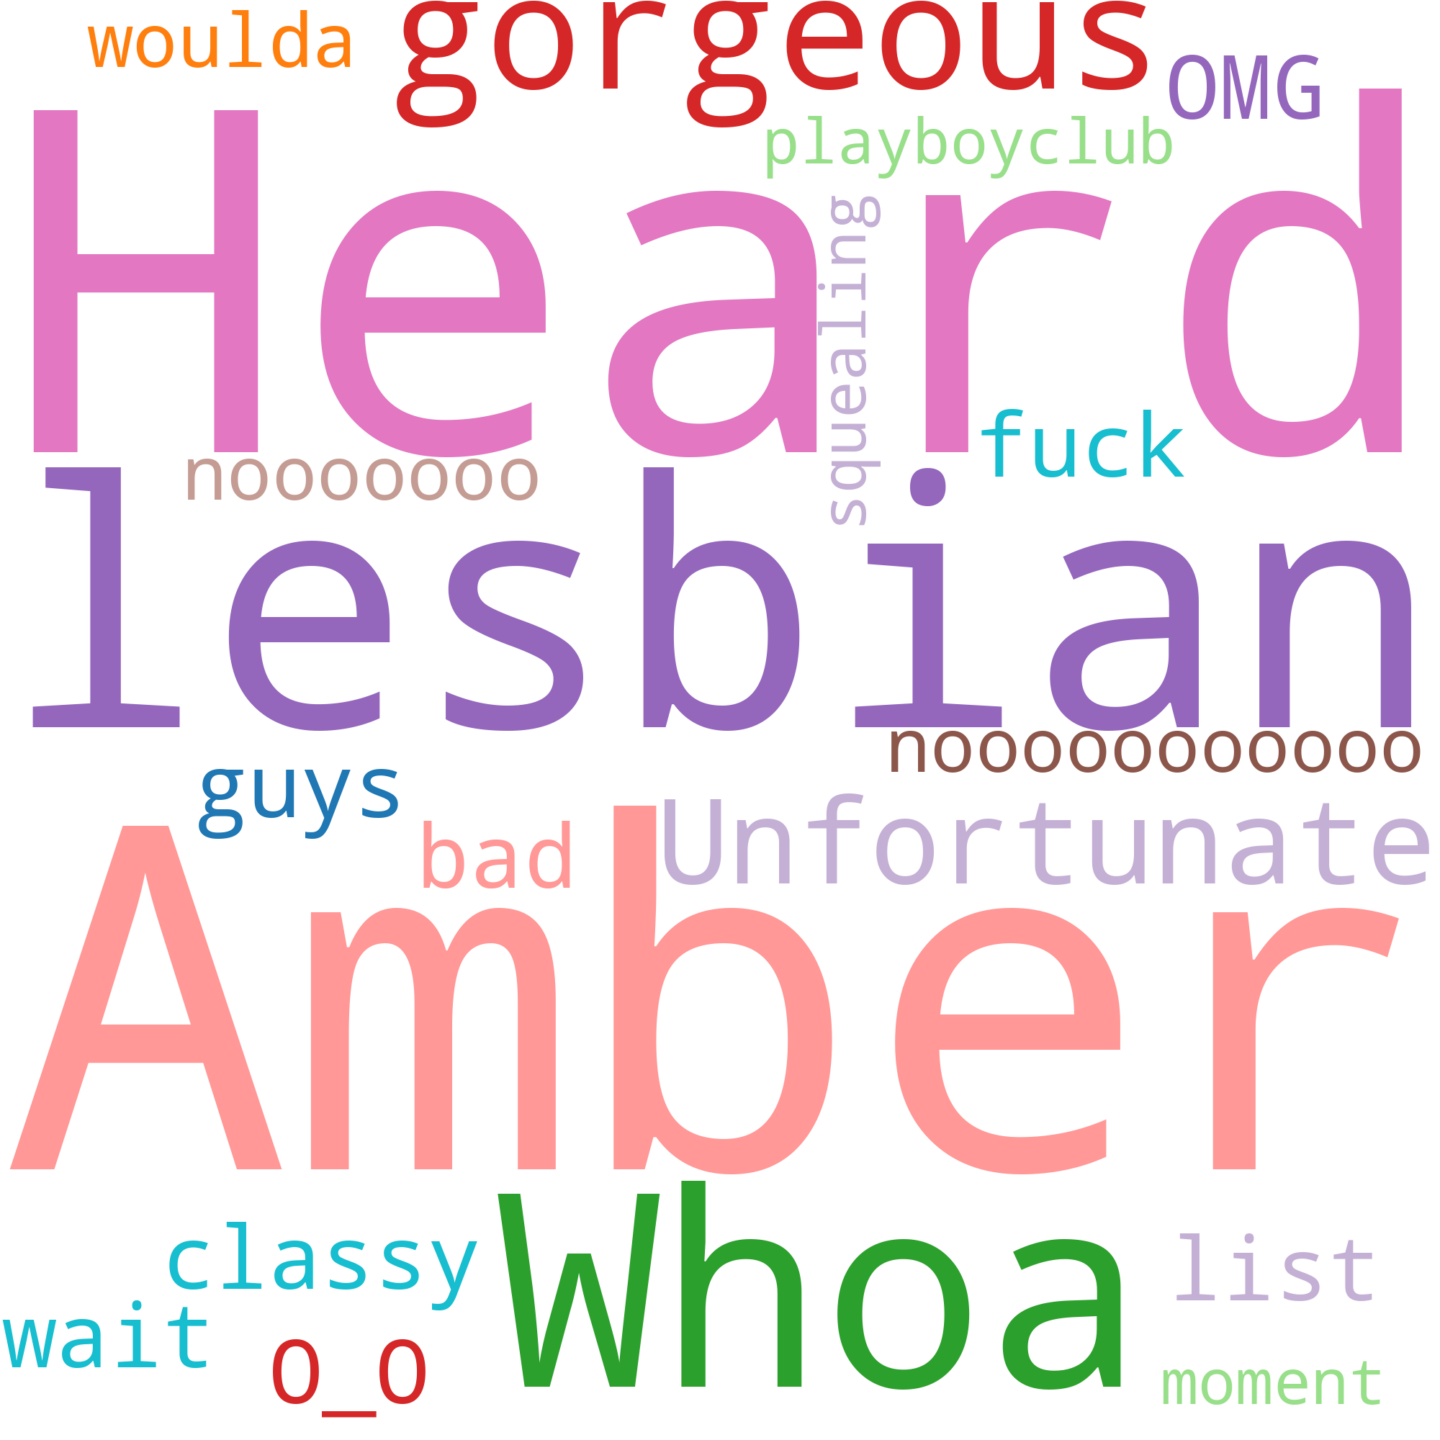 woulda
gorgeous
OMG
playboyclub
Heard
squealing
fuck
nooooooo
lesbian
nooooooooooo
guys
bad
Unfortunate
Amber
Whoa
classy
list
wait
O_O
moment